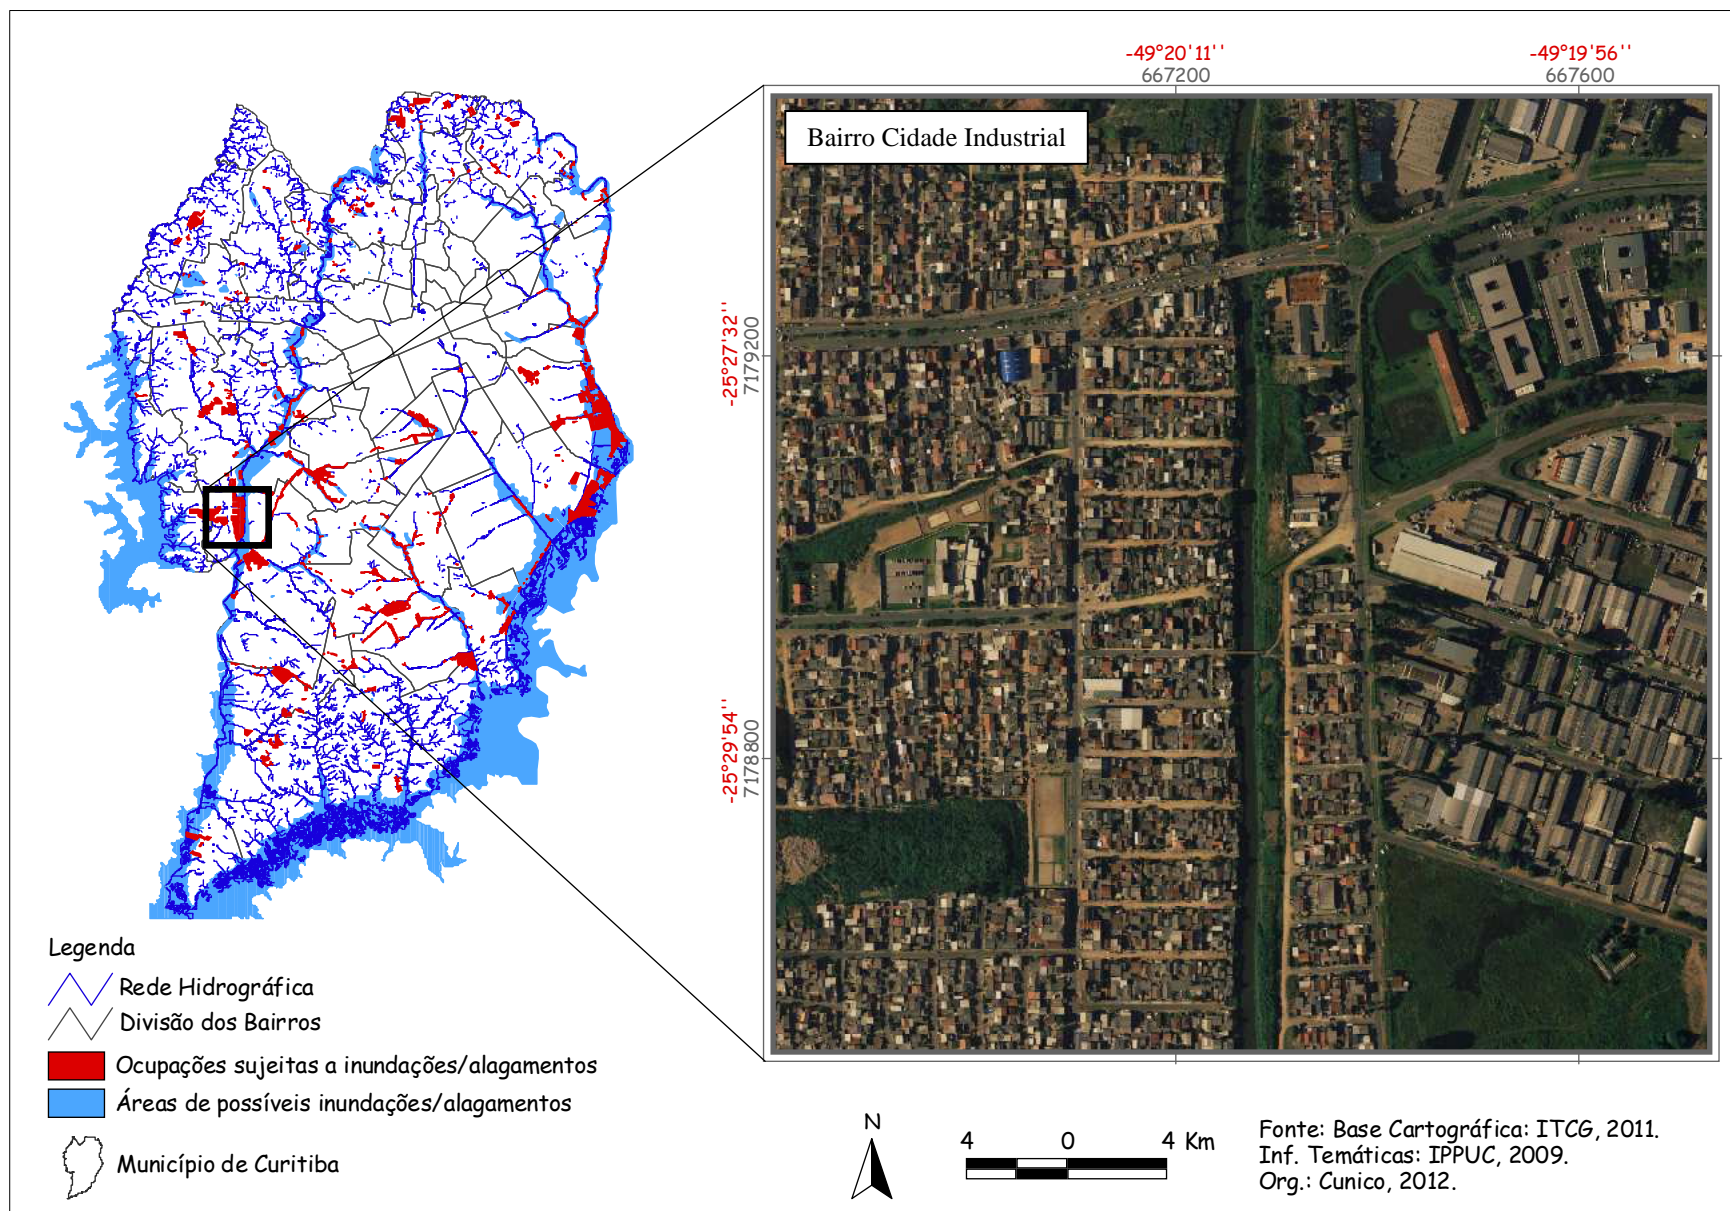 -49°20'11''
667200
-49°19'56''
667600
Bairro Cidade Industrial
-25°27'32''
7179200
-25°29'54''
7178800
Legenda
Rede Hidrográfica
Divisão dos Bairros
Ocupações sujeitas a inundações/alagamentos
Áreas de possíveis inundações/alagamentos
Município de Curitiba
N
4 0 4 Km
Fonte: Base Cartográfica: ITCG, 2011.
Inf. Temáticas: IPPUC, 2009.
Org.: Cunico, 2012.